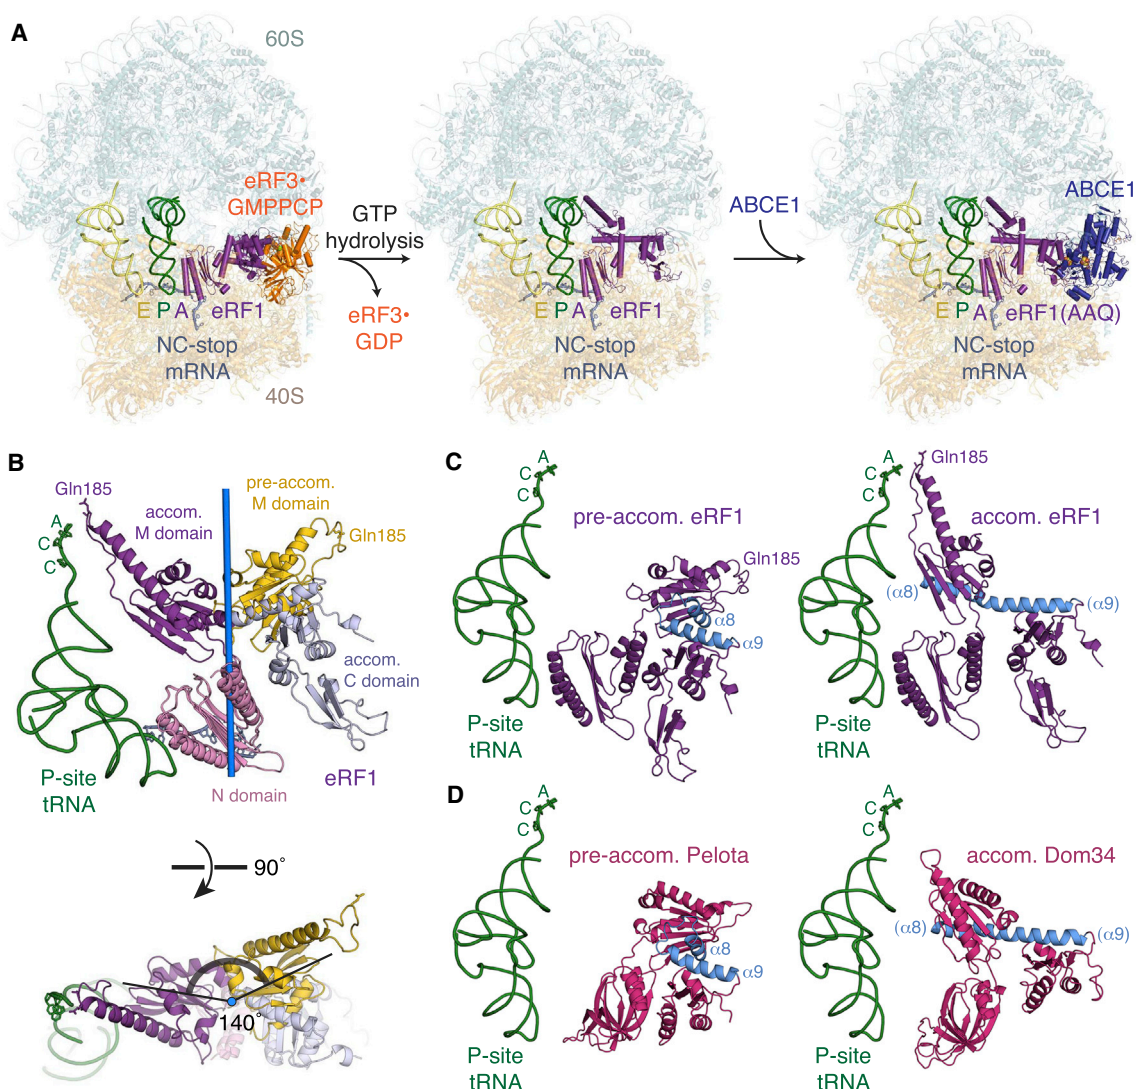 A
60S
eRF3•
GMPPCP
GTP
hydrolysis
eRF3•
GDP
E P A eRF1
NC-stop
mRNA
40S
E P A eRF1
NC-stop
mRNA
ABCE1
ABCE1
E P A eRF1(AAQ)
NC-stop
mRNA
B
Gln185
accom.
M domain
pre-accom.
M domain
Gln185
A
C
C
accom.
C domain
P-site
tRNA
N domain
eRF1
90°
140°
C
A
C
C
pre-accom. eRF1
Gln185
α8
α9
P-site
tRNA
A
C
C
Gln185
accom. eRF1
(α8)
(α9)
P-site
tRNA
D
A
C
C
pre-accom. Pelota
α8
α9
P-site
tRNA
A
C
C
accom. Dom34
(α8)
(α9)
P-site
tRNA